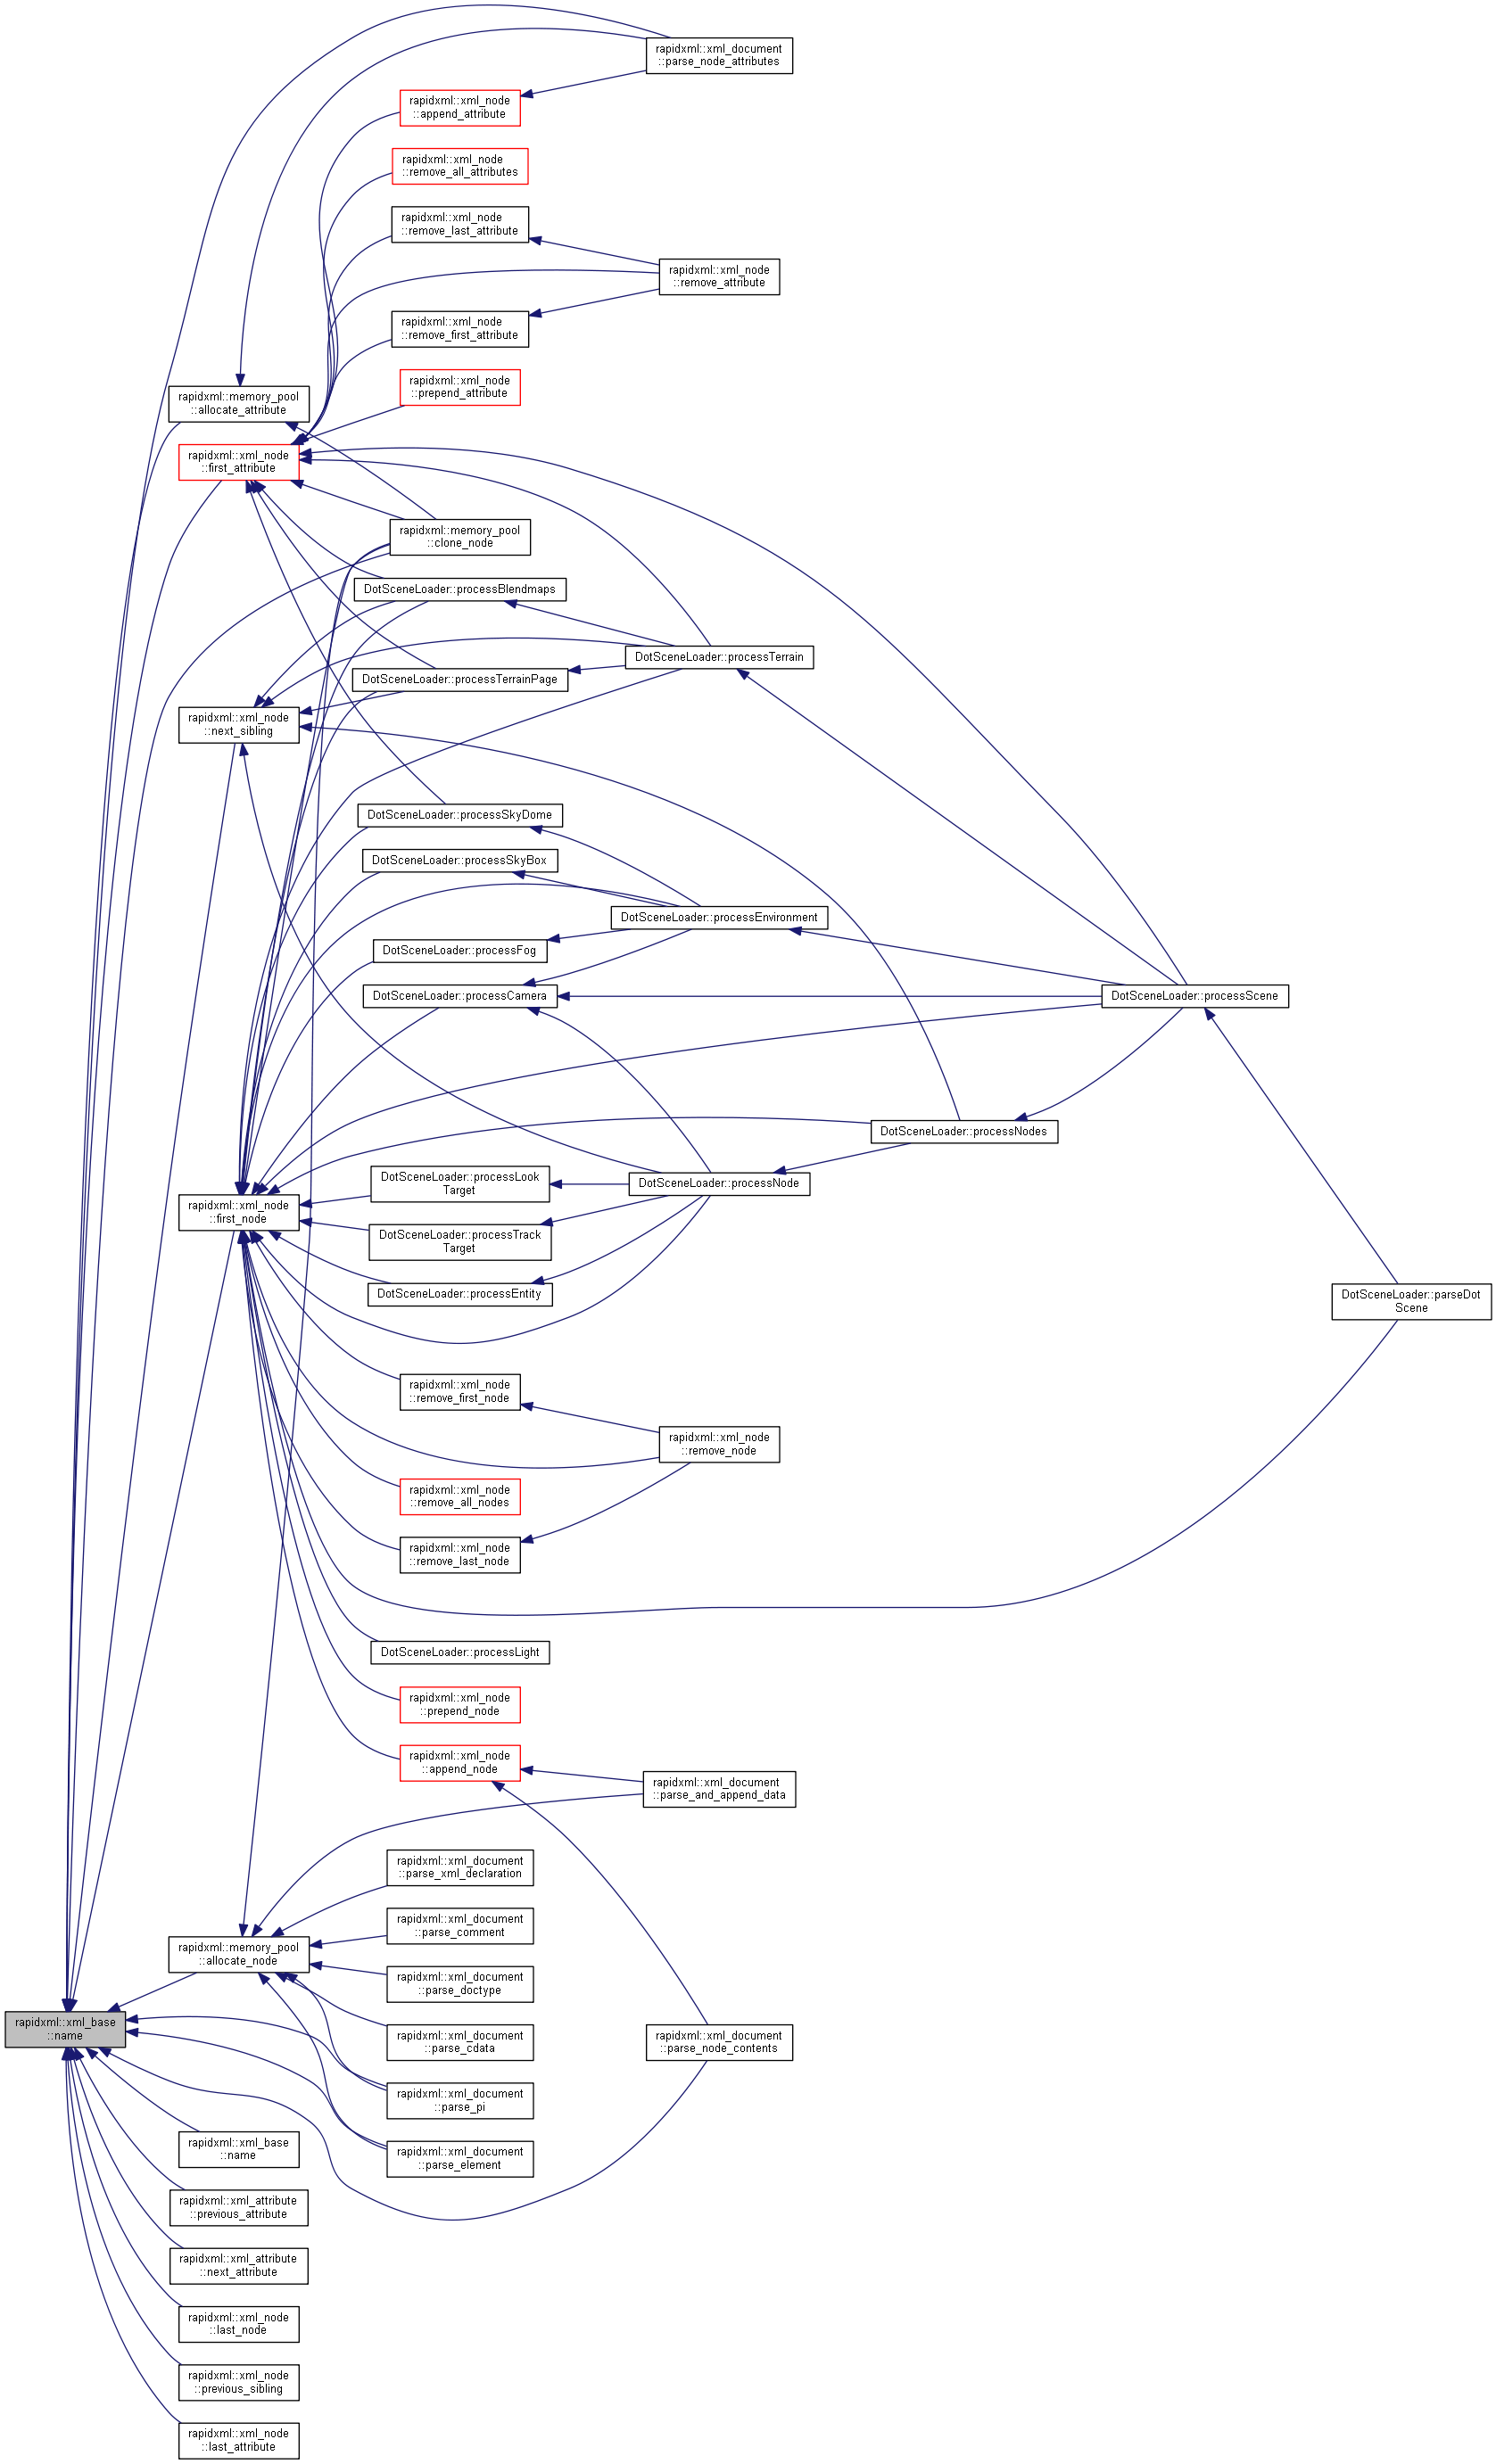 rapidxml::xml_document
::parse_node_attributes
rapidxml::xml_node
::append_attribute
rapidxml::xml_node
::remove_all_attributes
rapidxml::xml_node
::remove_last_attribute
rapidxml::xml_node
::remove_attribute
rapidxml::xml_node
::remove_first_attribute
rapidxml::xml_node
::prepend_attribute
rapidxml::memory_pool
::allocate_attribute
rapidxml::xml_node
::first_attribute
rapidxml::memory_pool
::clone_node
DotSceneLoader::processBlendmaps
DotSceneLoader::processTerrain
DotSceneLoader::processTerrainPage
rapidxml::xml_node
::next_sibling
DotSceneLoader::processSkyDome
DotSceneLoader::processSkyBox
DotSceneLoader::processEnvironment
DotSceneLoader::processFog
DotSceneLoader::processCamera
DotSceneLoader::processScene
DotSceneLoader::processNodes
DotSceneLoader::processLook
Target
DotSceneLoader::processNode
rapidxml::xml_node
::first_node
DotSceneLoader::processTrack
Target
DotSceneLoader::processEntity
DotSceneLoader::parseDot
Scene
rapidxml::xml_node
::remove_first_node
rapidxml::xml_node
::remove_node
rapidxml::xml_node
::remove_all_nodes
rapidxml::xml_node
::remove_last_node
DotSceneLoader::processLight
rapidxml::xml_node
::prepend_node
rapidxml::xml_node
::append_node
rapidxml::xml_document
::parse_and_append_data
rapidxml::xml_document
::parse_xml_declaration
rapidxml::xml_document
::parse_comment
rapidxml::memory_pool
::allocate_node
rapidxml::xml_document
::parse_doctype
rapidxml::xml_base
::name
rapidxml::xml_document
::parse_cdata
rapidxml::xml_document
::parse_node_contents
rapidxml::xml_document
::parse_pi
rapidxml::xml_base
::name
rapidxml::xml_document
::parse_element
rapidxml::xml_attribute
::previous_attribute
rapidxml::xml_attribute
::next_attribute
rapidxml::xml_node
::last_node
rapidxml::xml_node
::previous_sibling
rapidxml::xml_node
::last_attribute